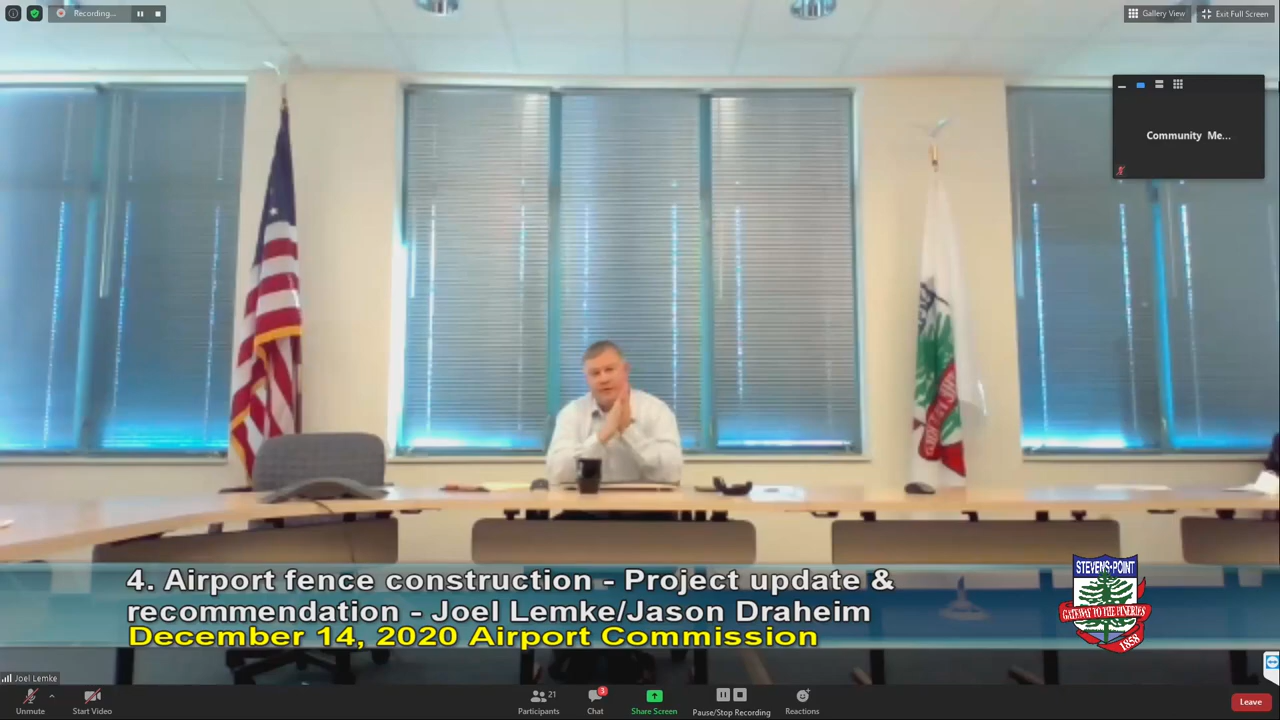 Recording...
Gallery View
Exit Full Screen
Community Me...
4. Airport fence construction - Project update &
recommendation - Joel Lemke/Jason Draheim
December 14, 2020 Airport Commission
STEVENS•POINT
GATEWAY TO THE PINERIES
1858
Joel Lemke
Unmute
Start Video
21
Participants
3
Chat
Share Screen
Pause/Stop Recording
Reactions
Leave